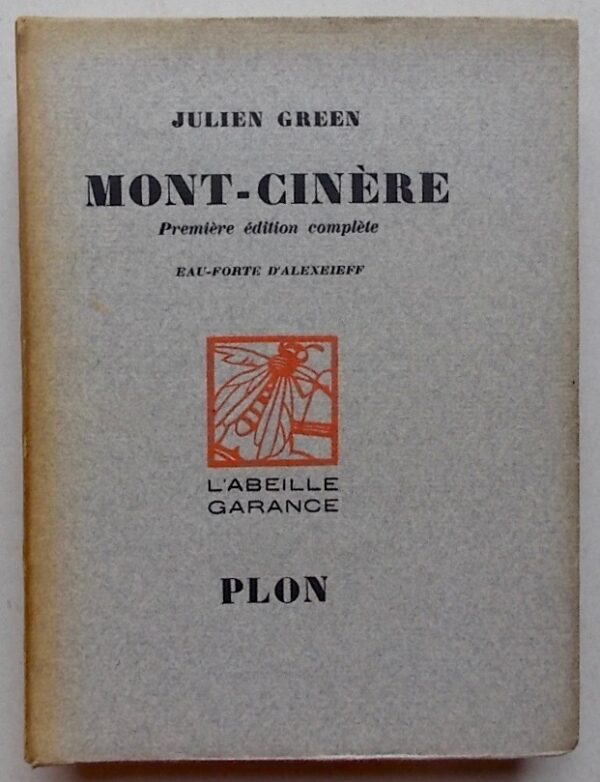 JULIEN GREEN
MONT-CINÈRE
Première édition complète
EAU-FORTE D'ALEXEIEFF
L'ABEILLE
GARANCE
PLON